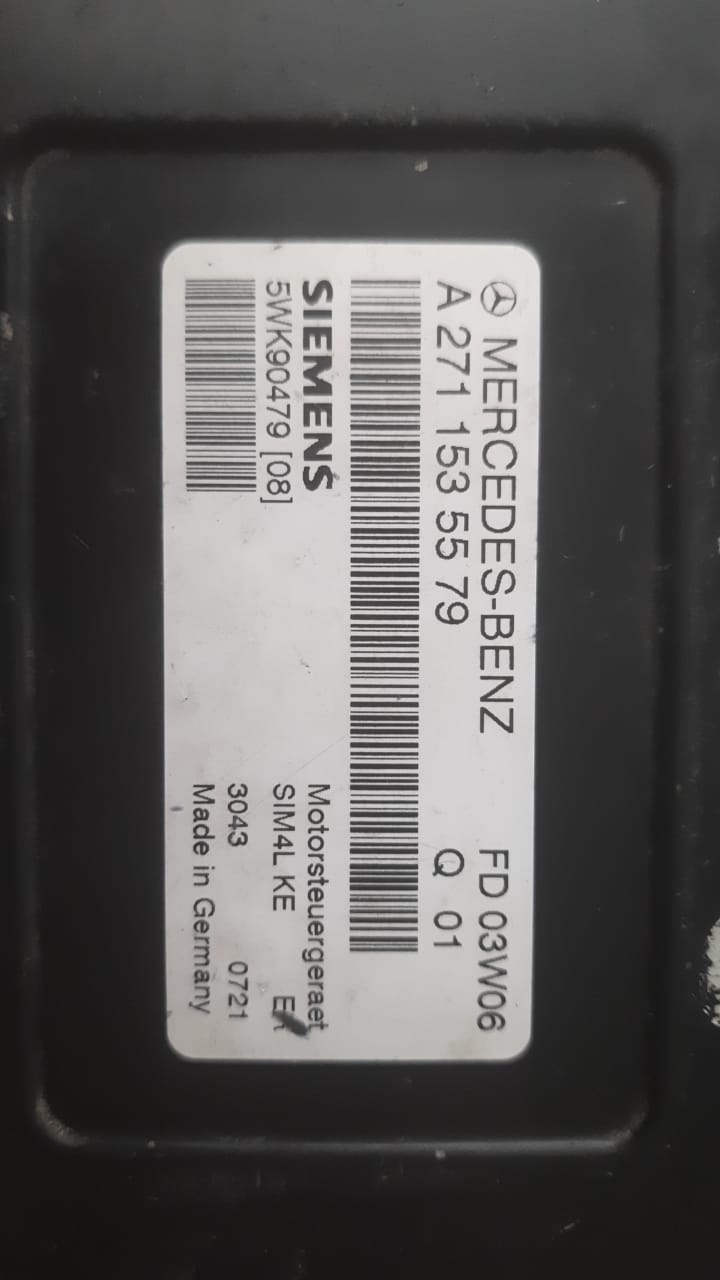 MERCEDES-BENZ FD 03W06
A 271 153 55 79 Q 01
SIEMENS
5WK90479 [08]
Motorsteuergeraet
SIM4L KE
3043 0721
Made in Germany